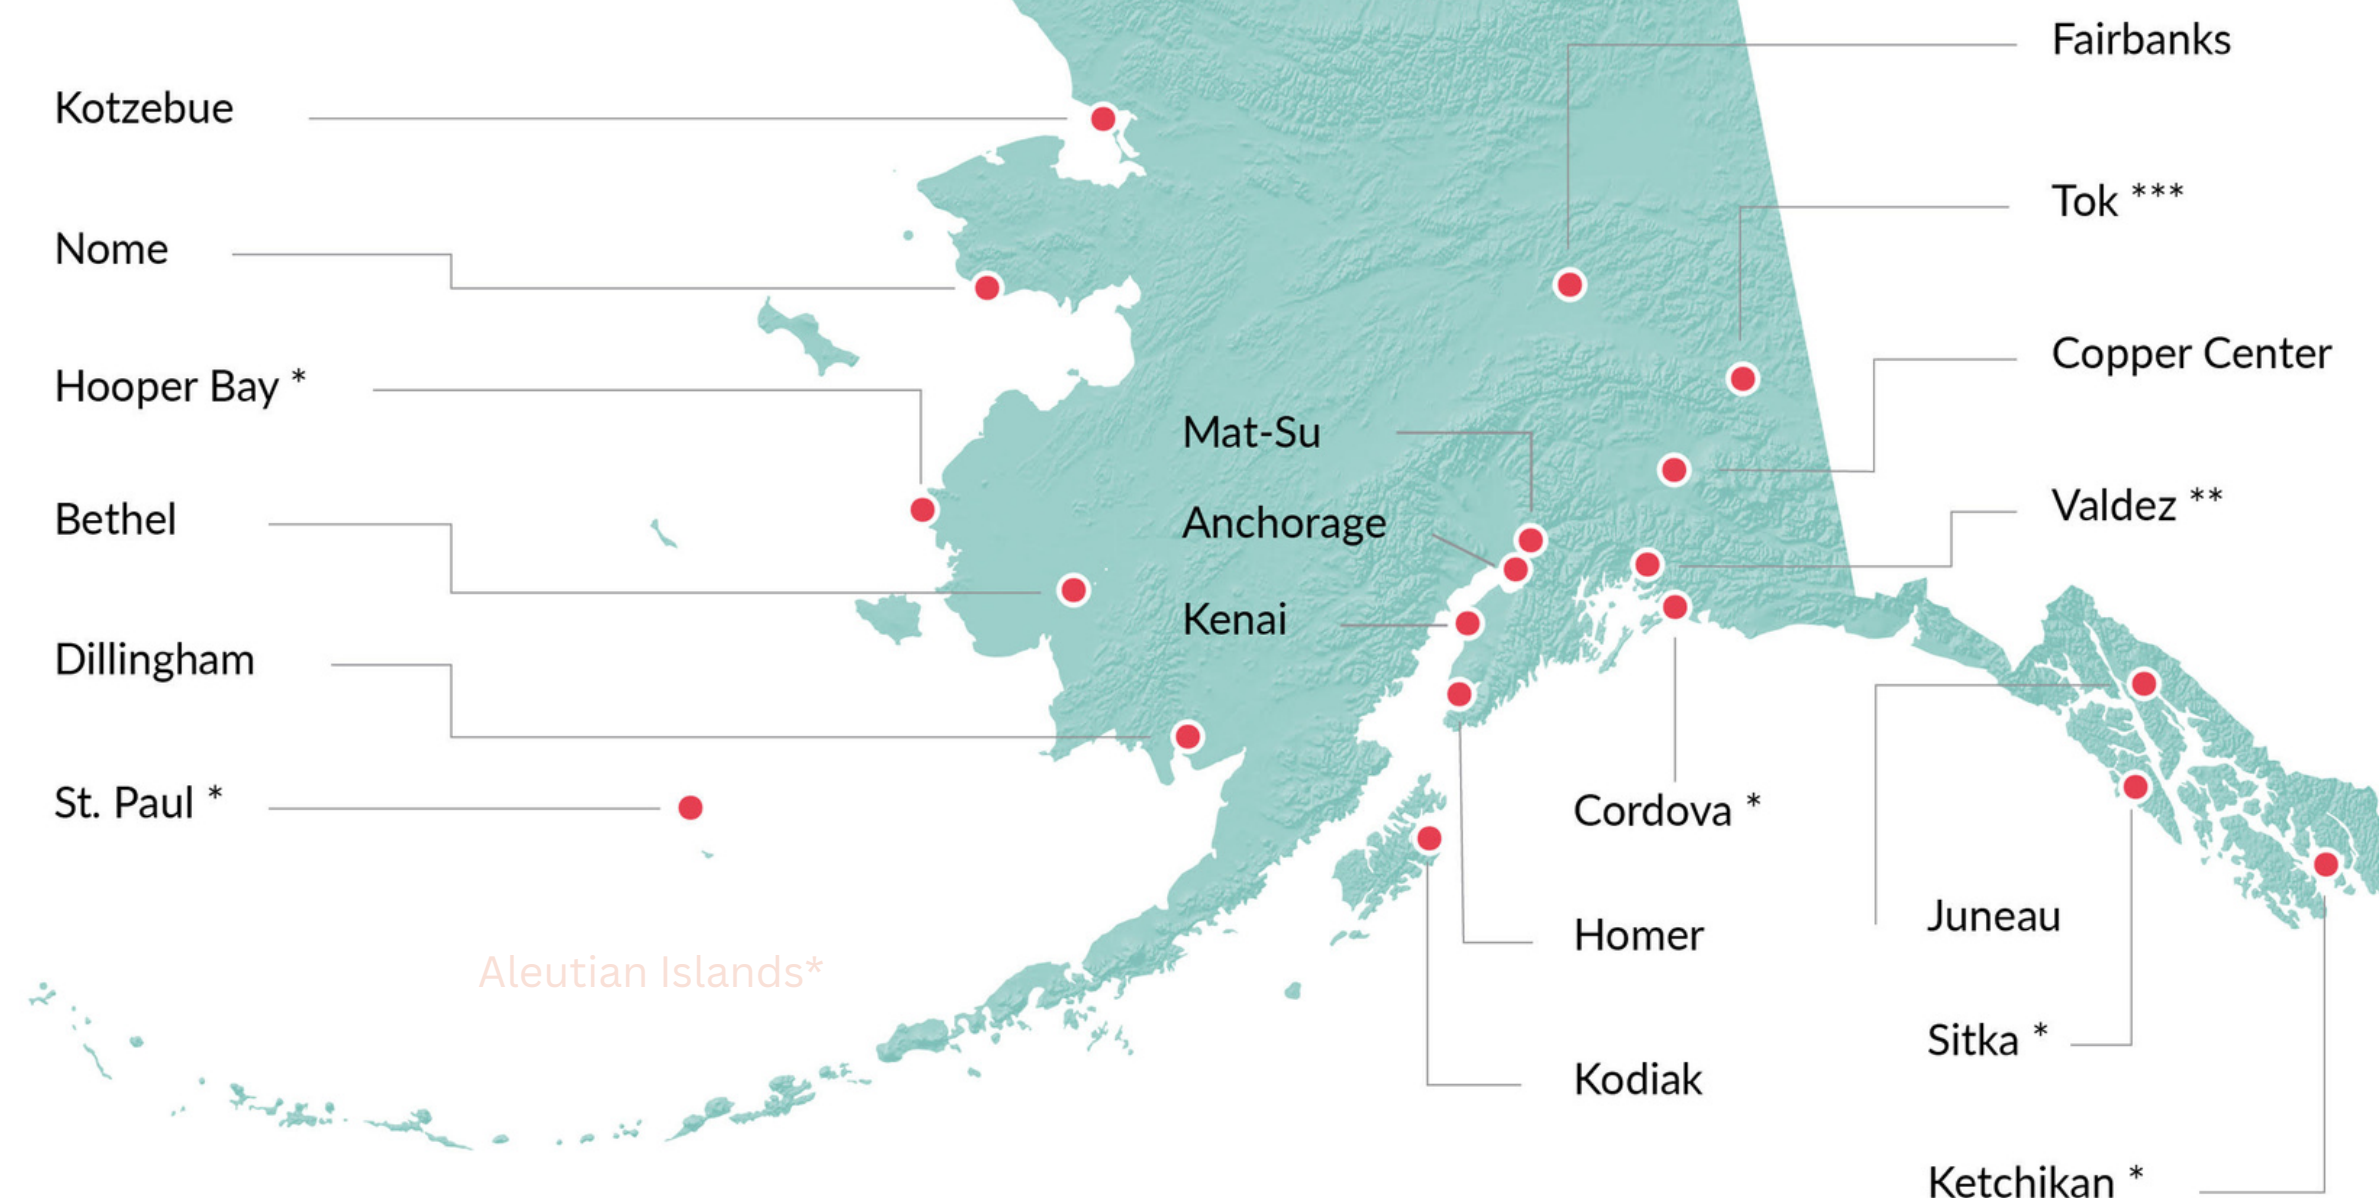 Kotzebue
Nome
Hooper Bay *
Bethel
Dillingham
St. Paul *
Aleutian Islands*
Mat-Su
Anchorage
Kenai
Fairbanks
Tok ***
Copper Center
Valdez **
Cordova *
Homer
Kodiak
Juneau
Sitka *
Ketchikan *